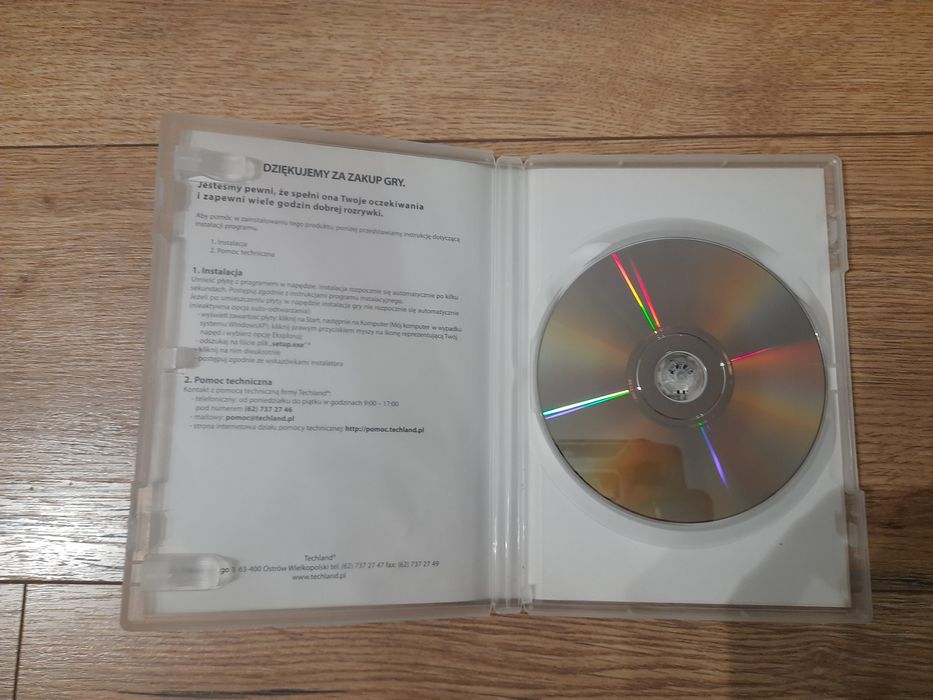 DZIĘKUJEMY ZA ZAKUP GRY.
Jesteśmy pewni, że spełni ona Twoje oczekiwania
i zapewni wiele godzin dobrej rozrywki.
Aby pomóc w zainstalowaniu tego produktu, poniżej przedstawiamy instrukcję dotyczącą
instalacji programu.
1. Instalacja
2. Pomoc techniczna
1. Instalacja
Umieść płytę z programem w napędzie. Instalacja rozpocznie się automatycznie po kilku
sekundach. Postępuj zgodnie z instrukcjami programu instalacyjnego.
Jeżeli po umieszczeniu płyty w napędzie instalacja gry nie rozpocznie się automatycznie
(nieaktywna opcja auto-odtwarzania):
- wyświetl zawartość płyty: kliknij na Start, następnie na Komputer (Mój komputer w wypadku
systemu WindowsXP); kliknij prawym przyciskiem myszy na ikonę reprezentującą Twój
napęd i wybierz opcję Eksploruj;
- odszukaj na liście plik „setup.exe"
- kliknij na nim dwukrotnie
- postępuj zgodnie ze wskazówkami instalatora
2. Pomoc techniczna
Kontakt z pomocą techniczną firmy Techland®:
- telefoniczny: od poniedziałku do piątku w godzinach 9:00 – 17:00
pod numerem (62) 737 27 46
- mailowy: pomoc@techland.pl
- strona internetowa działu pomocy technicznej: http://pomoc.techland.pl
Techland®
63-400 Ostrów Wielkopolski tel. (62) 737 27 47 fax: (62) 737 27 49
www.techland.pl